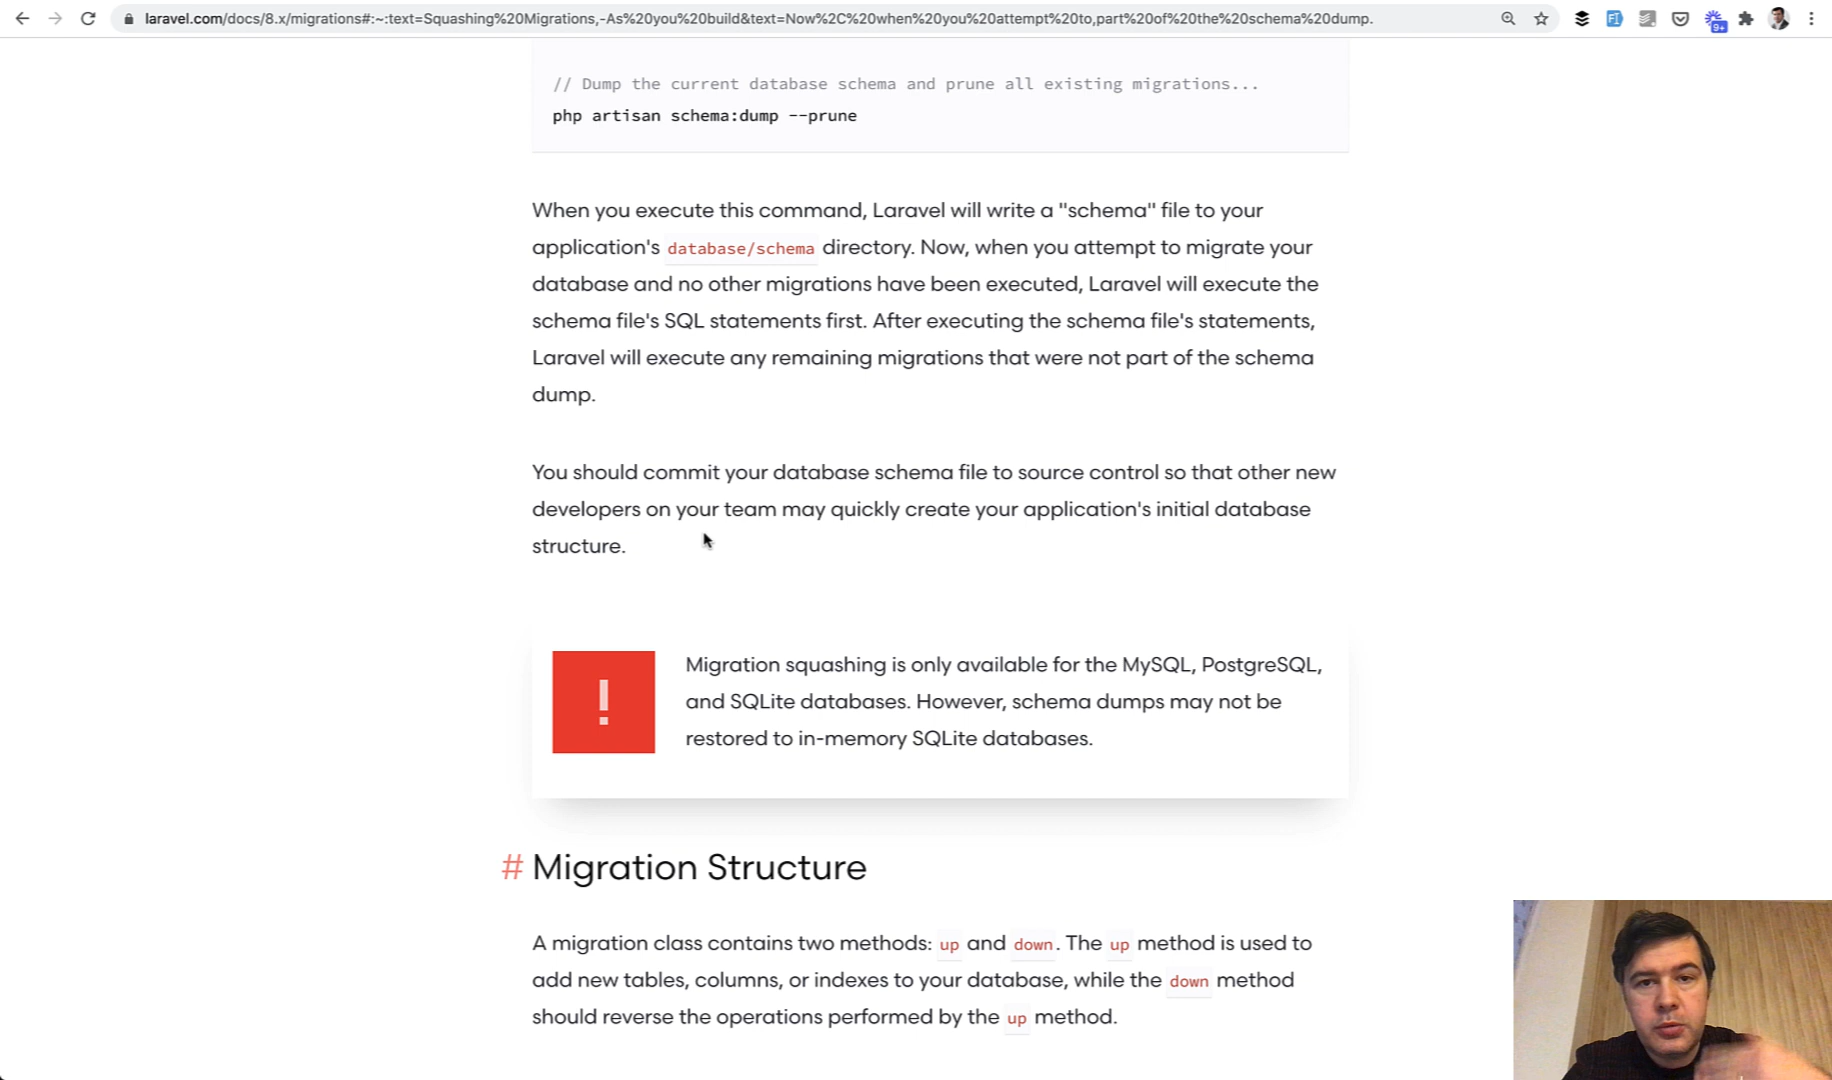 laravel.com/docs/8.x/migrations#:~:text=Squashing%20Migrations,-As%20you%20build&text=Now%2C%20when%20you%20attempt%20to,part%20of%20the%20schema%20dump.
9+
// Dump the current database schema and prune all existing migrations...
php artisan schema:dump --prune
When you execute this command, Laravel will write a "schema" file to your
application's database/schema directory. Now, when you attempt to migrate your
database and no other migrations have been executed, Laravel will execute the
schema file's SQL statements first. After executing the schema file's statements,
Laravel will execute any remaining migrations that were not part of the schema
dump.
You should commit your database schema file to source control so that other new
developers on your team may quickly create your application's initial database
structure.
!
Migration squashing is only available for the MySQL, PostgreSQL,
and SQLite databases. However, schema dumps may not be
restored to in-memory SQLite databases.
# Migration Structure
A migration class contains two methods: up and down. The up method is used to
add new tables, columns, or indexes to your database, while the down method
should reverse the operations performed by the up method.